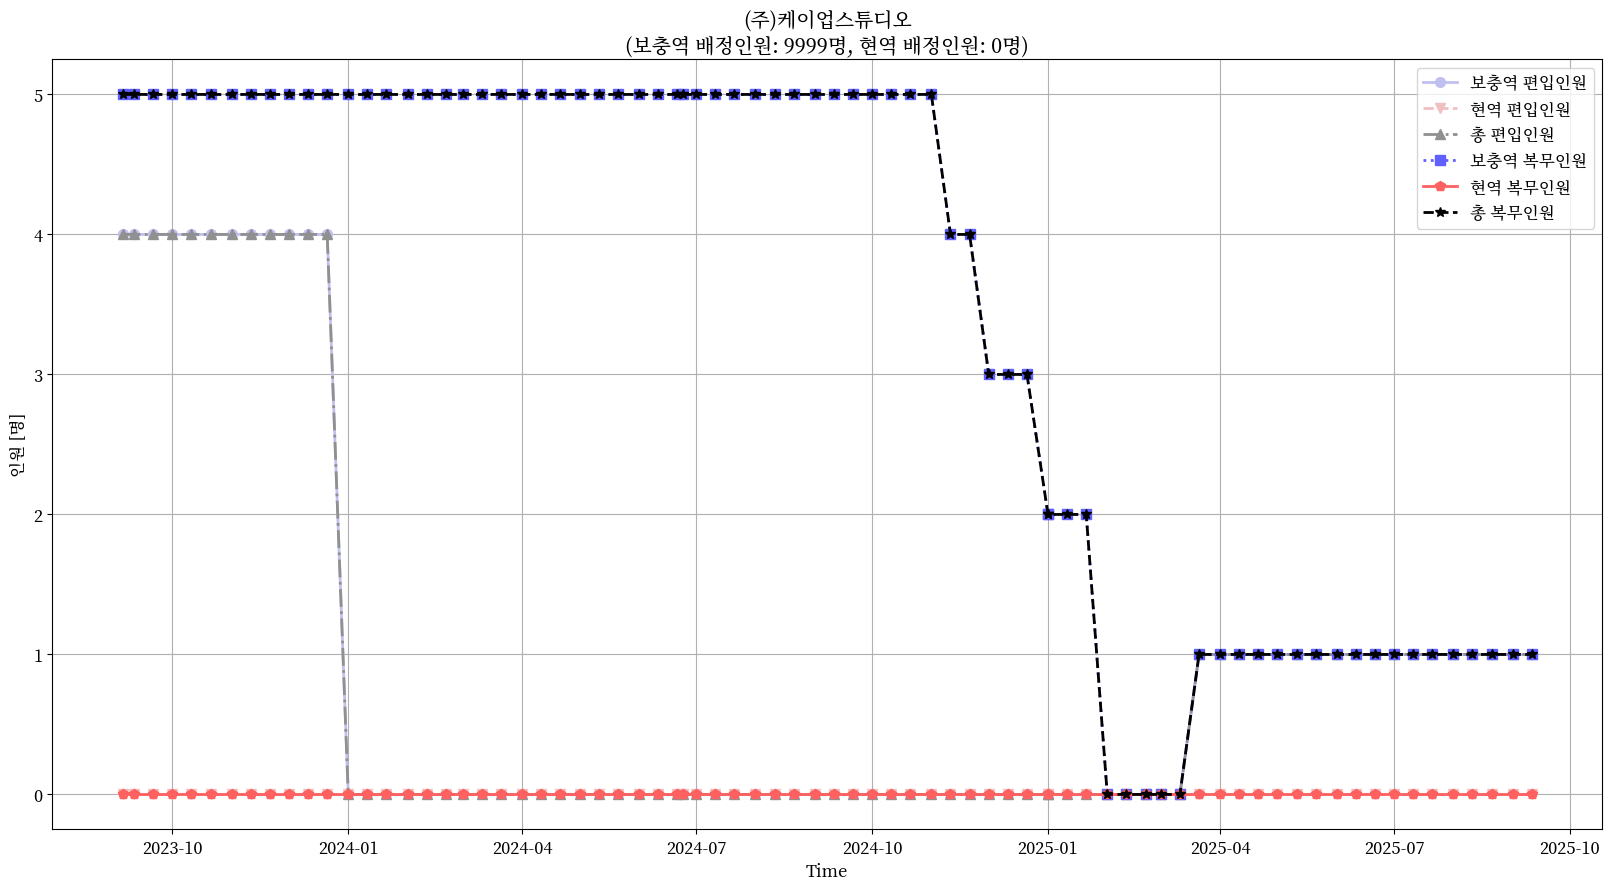 (주)케이업스튜디오
(보충역 배정인원: 9999명, 현역 배정인원: 0명)
보충역 편입인원
현역 편입인원
총 편입인원
보충역 복무인원
현역 복무인원
총 복무인원
인원 [명]
5
4
3
2
1
0
2023-10
2024-01
2024-04
2024-07
2024-10
2025-01
2025-04
2025-07
2025-10
Time